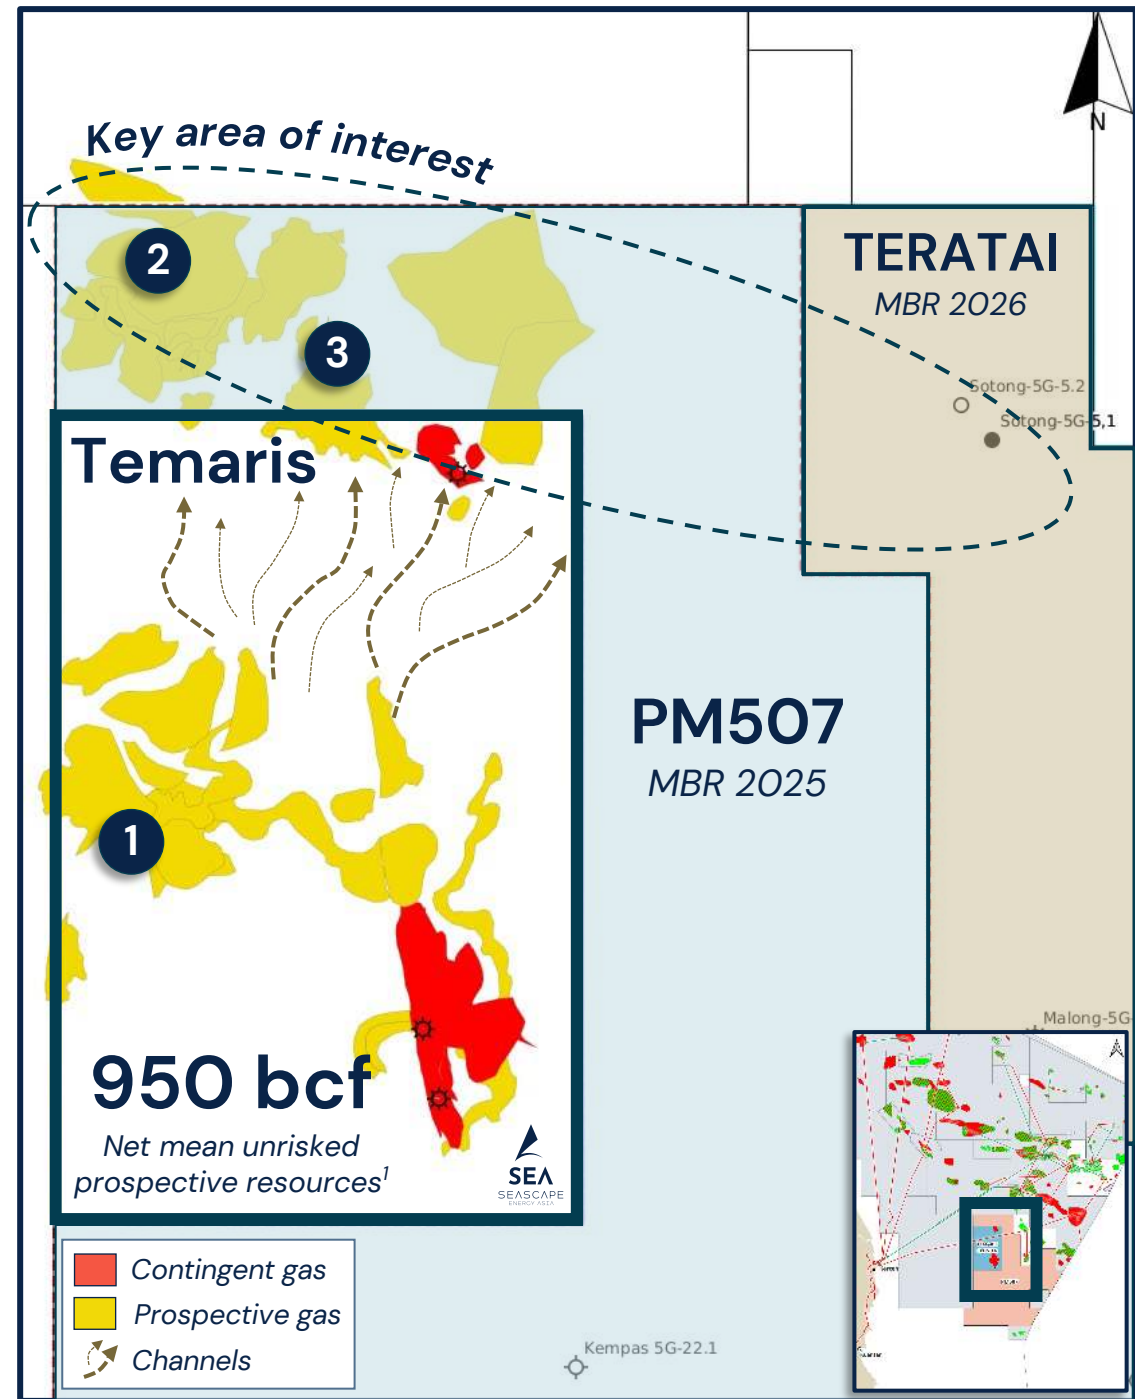 Key area of interest
N
2
TERATAI
MBR 2026
3
Sotong-5G-5.2
Sotong-5G-5,1
Temaris
PM507
MBR 2025
1
Malong-5G-
950 bcf
Net mean unrisked
prospective resources¹
SEA
SEASCAPE
ENERGY ASIA
Contingent gas
Prospective gas
Channels
Kempas 5G-22.1